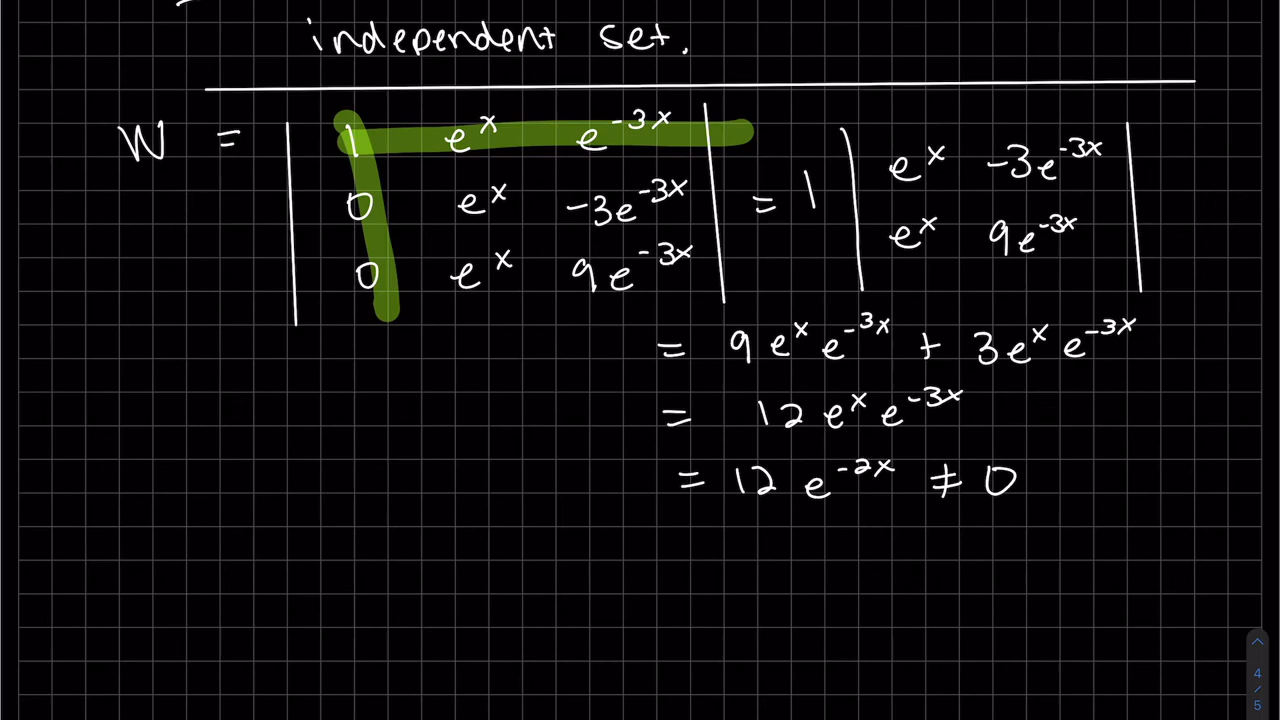 independent set.
W = | 1 e^x e^{-3x} | = 1 | e^x -3e^{-3x} |
| 0 e^x -3e^{-3x} | | e^x 9e^{-3x} |
| 0 e^x 9e^{-3x} |
= 9e^x e^{-3x} + 3e^x e^{-3x}
= 12 e^x e^{-3x}
= 12 e^{-2x} ≠ 0
4
/
5